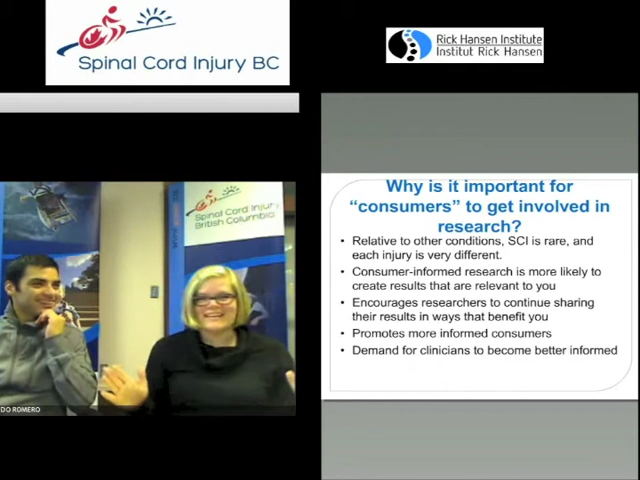 Spinal Cord Injury BC
Rick Hansen Institute
Institut Rick Hansen
Spinal Cord Injury
British Columbia
DO ROMERO
Why is it important for
“consumers” to get involved in
research?
• Relative to other conditions, SCI is rare, and
each injury is very different.
• Consumer-informed research is more likely to
create results that are relevant to you
• Encourages researchers to continue sharing
their results in ways that benefit you
• Promotes more informed consumers
• Demand for clinicians to become better informed